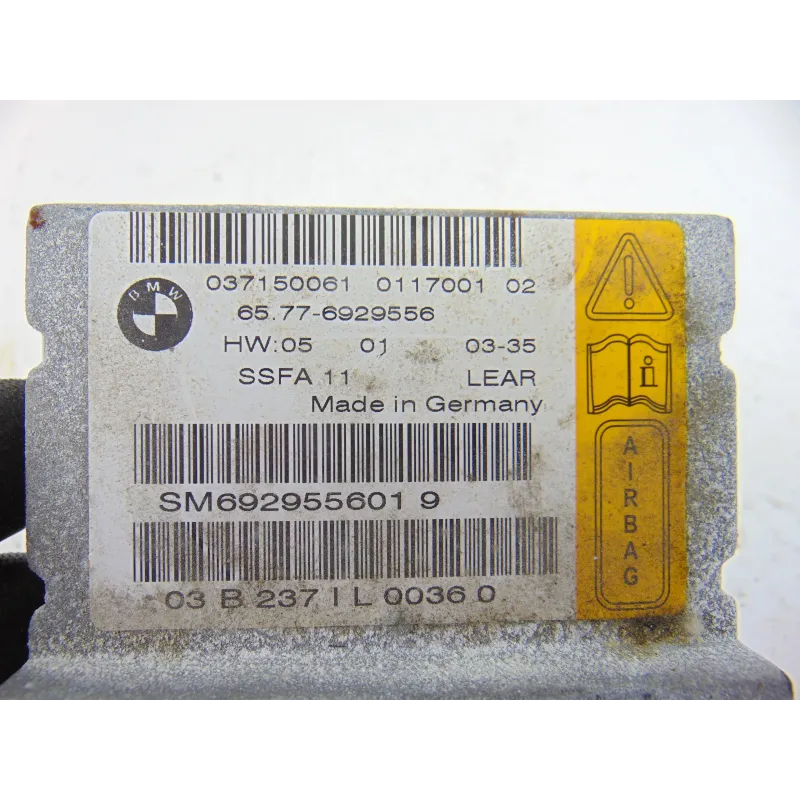 BMW
037150061 0117001 02
65.77-6929556
HW:05 01 03-35
SSFA 11 LEAR
Made in Germany
SM692955601 9
03 B 237 I L 0036 0
i
AIRBAG